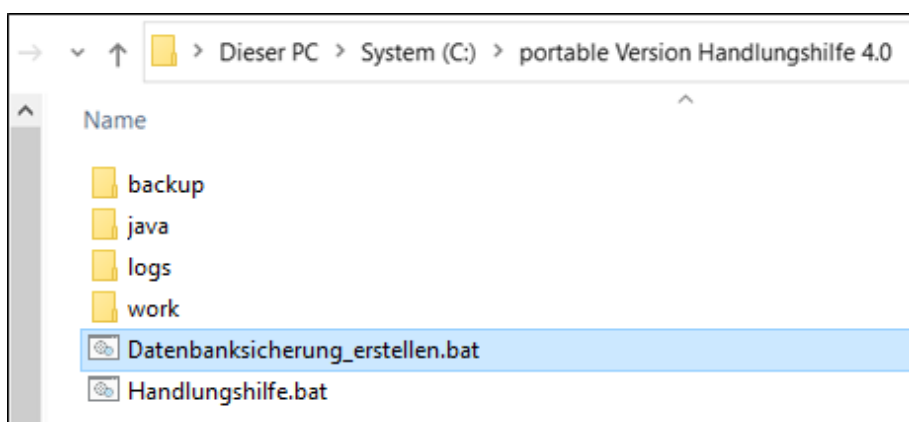 Dieser PC > System (C:) > portable Version Handlungshilfe 4.0
Name
backup
java
logs
work
Datenbanksicherung_erstellen.bat
Handlungshilfe.bat